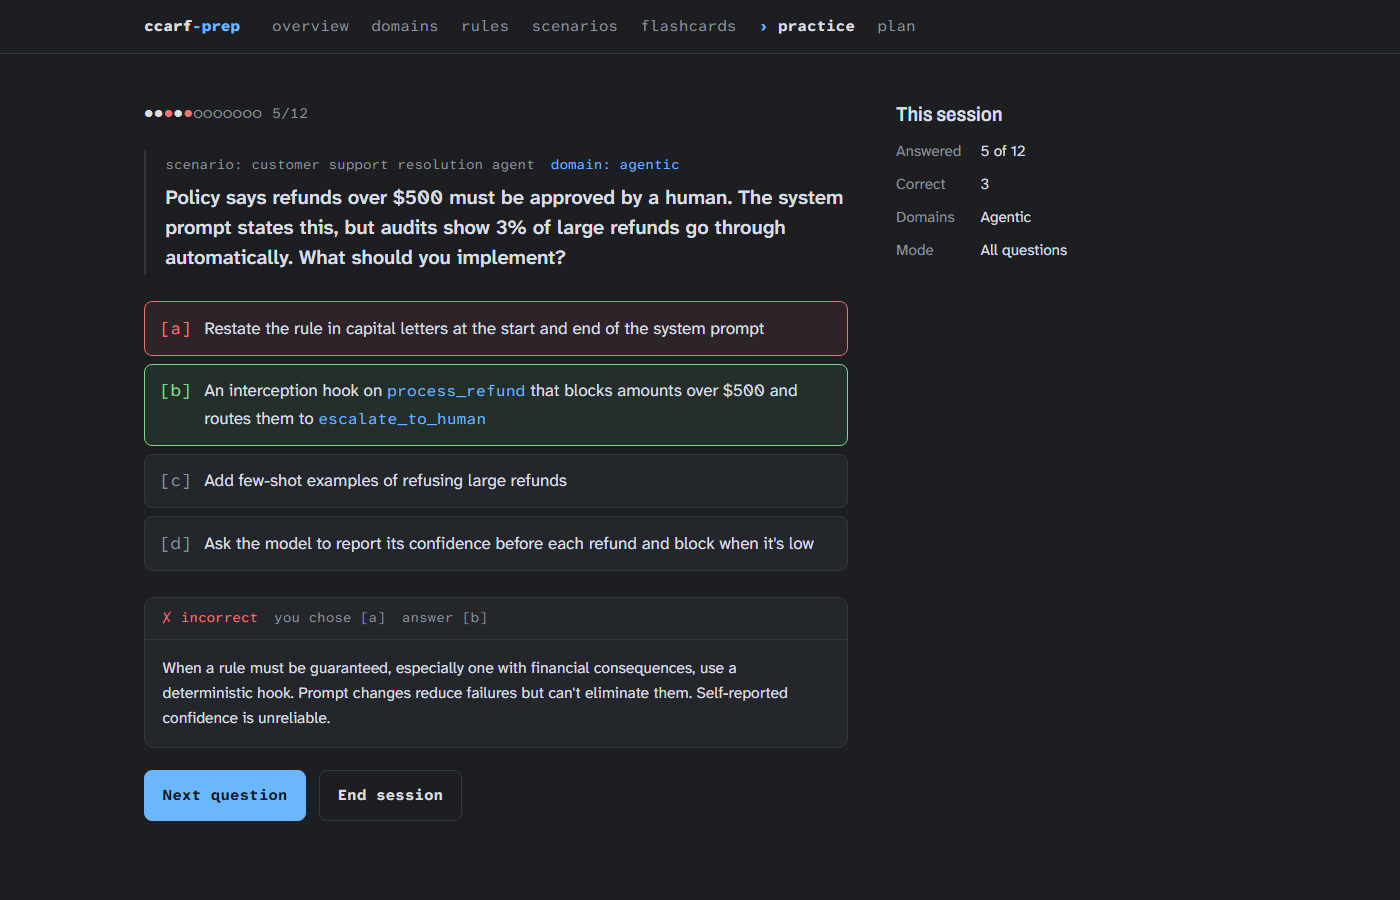 ccarf-prep overview domains rules scenarios flashcards › practice plan
●●●●●○○○○○○○ 5/12
scenario: customer support resolution agent domain: agentic
Policy says refunds over $500 must be approved by a human. The system
prompt states this, but audits show 3% of large refunds go through
automatically. What should you implement?
[a] Restate the rule in capital letters at the start and end of the system prompt
[b] An interception hook on process_refund that blocks amounts over $500 and
routes them to escalate_to_human
[c] Add few-shot examples of refusing large refunds
[d] Ask the model to report its confidence before each refund and block when it's low
✗ incorrect you chose [a] answer [b]
When a rule must be guaranteed, especially one with financial consequences, use a
deterministic hook. Prompt changes reduce failures but can't eliminate them. Self-reported
confidence is unreliable.
Next question End session
This session
Answered 5 of 12
Correct 3
Domains Agentic
Mode All questions